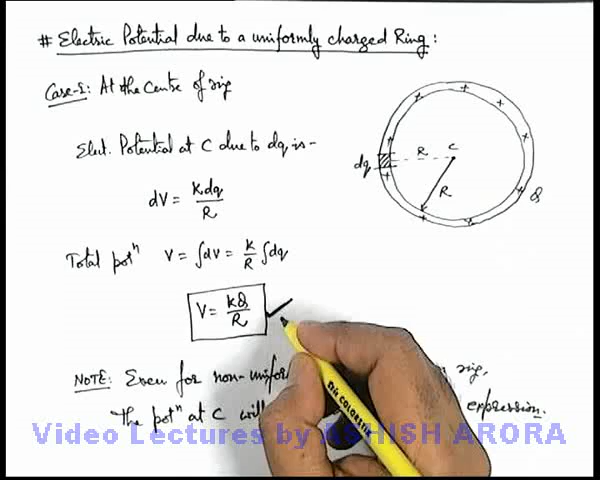 # Electric Potential due to a uniformly charged Ring:
Case-I: At the Centre of ring
Elect. Potential at C due to dq is-
dV = kdq/R
Total potⁿ V = ∫dV = k/R ∫dq
V = kQ/R
NOTE: Even for non-unifor ring,
the potⁿ at C will expression.
dq R C
R Q
Video Lectures by ASHISH ARORA